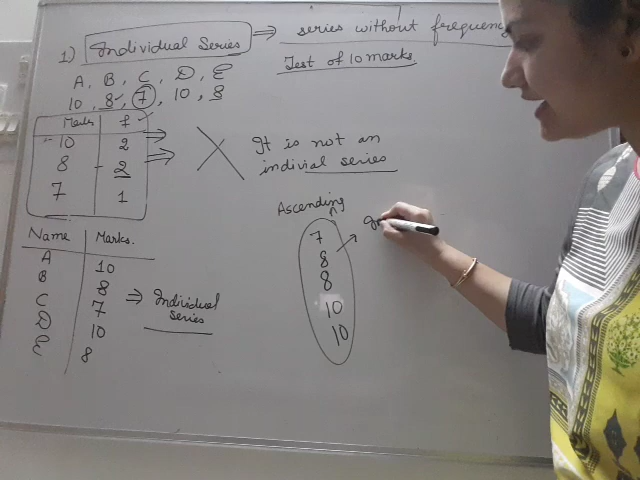 1) Individual Series ⇒ series without frequenc
Test of 10 marks.
A, B, C, D, E
10, 8, 7, 10, 8
Marks f
10 2
8 2
7 1
It is not an
indivial series
Name Marks.
A 10
B 8
C 7
D 10
E 8
⇒ Individual
series
Ascending
7
8
8
10
10